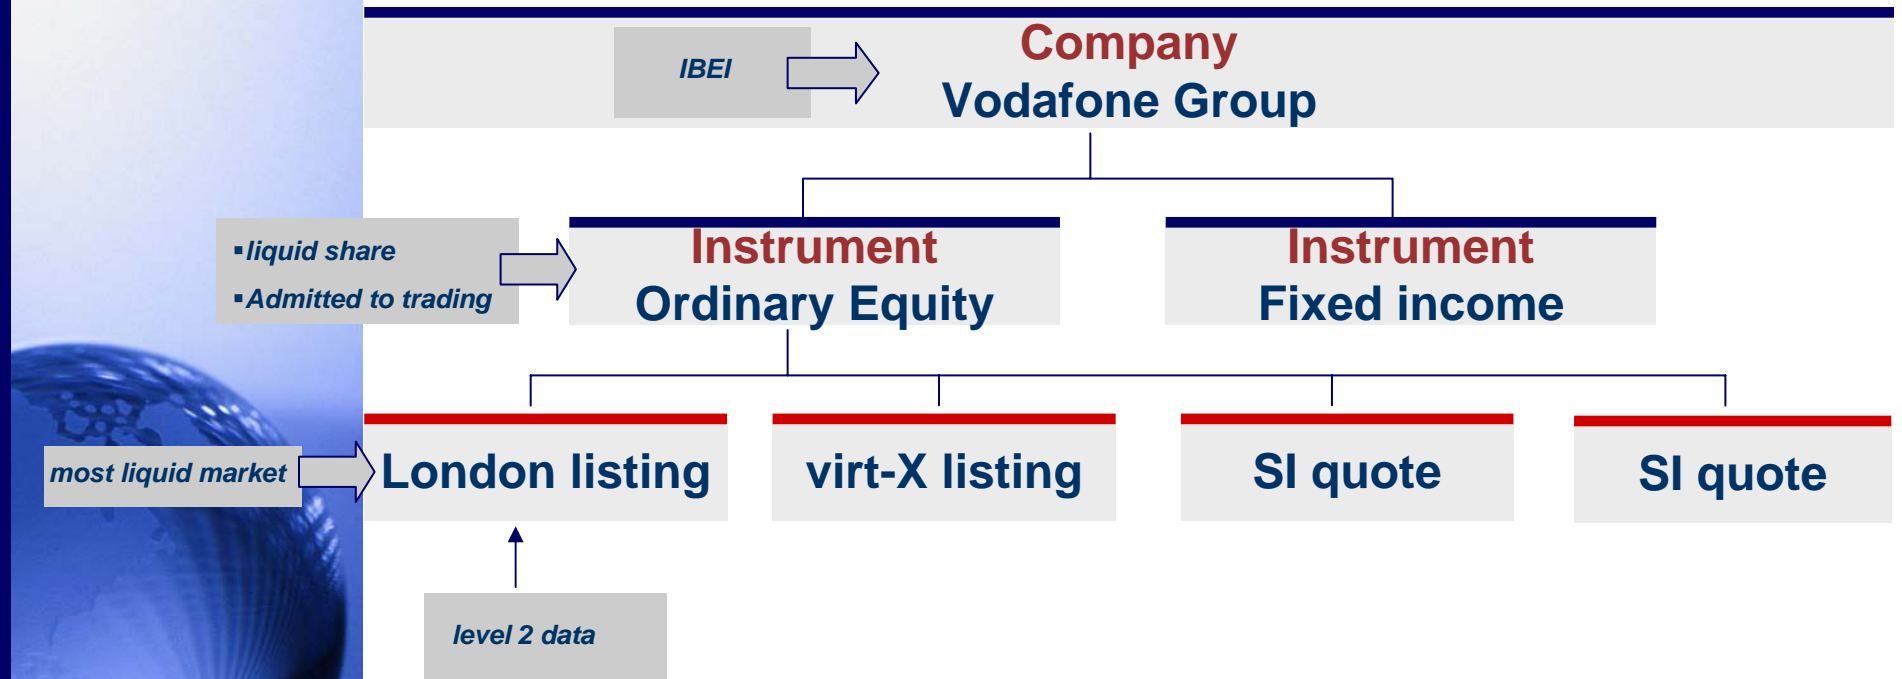 Company
IBEI
Vodafone Group
▪liquid share
▪Admitted to trading
Instrument
Ordinary Equity
Instrument
Fixed income
most liquid market
London listing
virt-X listing
SI quote
SI quote
level 2 data